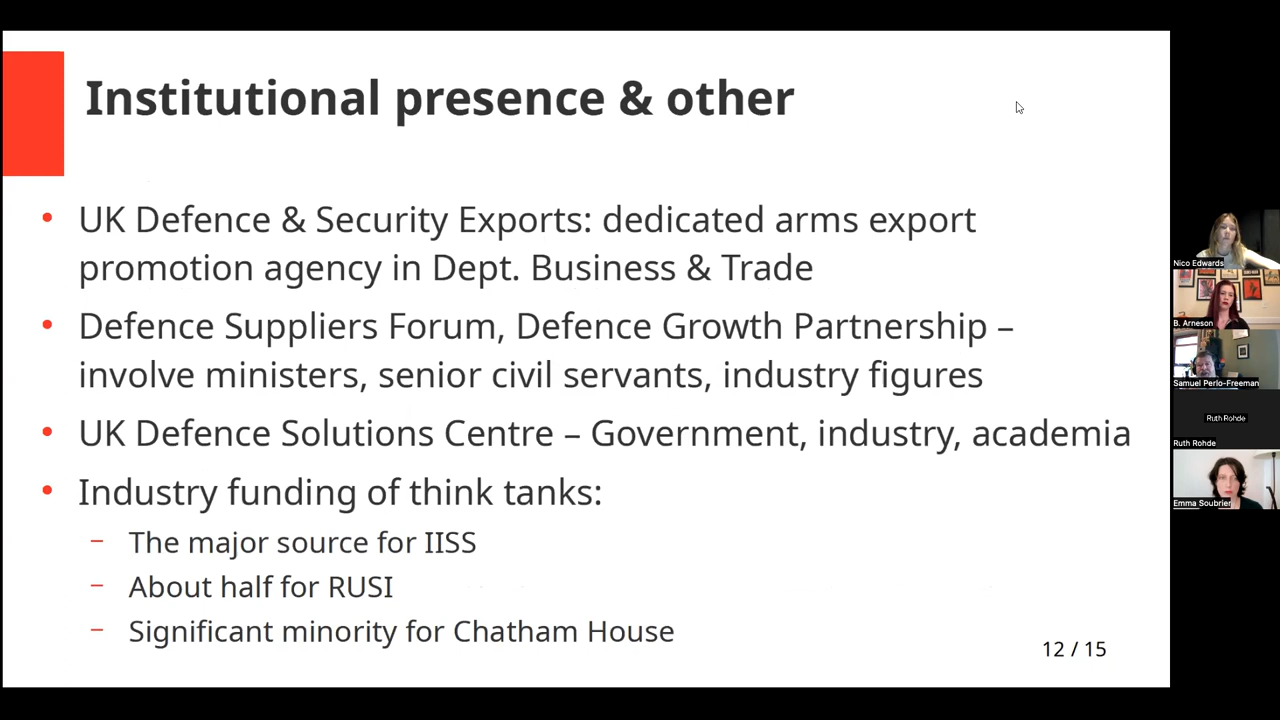 Institutional presence & other
• UK Defence & Security Exports: dedicated arms export
promotion agency in Dept. Business & Trade
• Defence Suppliers Forum, Defence Growth Partnership –
involve ministers, senior civil servants, industry figures
• UK Defence Solutions Centre – Government, industry, academia
• Industry funding of think tanks:
– The major source for IISS
– About half for RUSI
– Significant minority for Chatham House
12 / 15
Nico Edwards
B. Arneson
Samuel Perlo-Freeman
Ruth Rohde
Ruth Rohde
Emma Soubrier